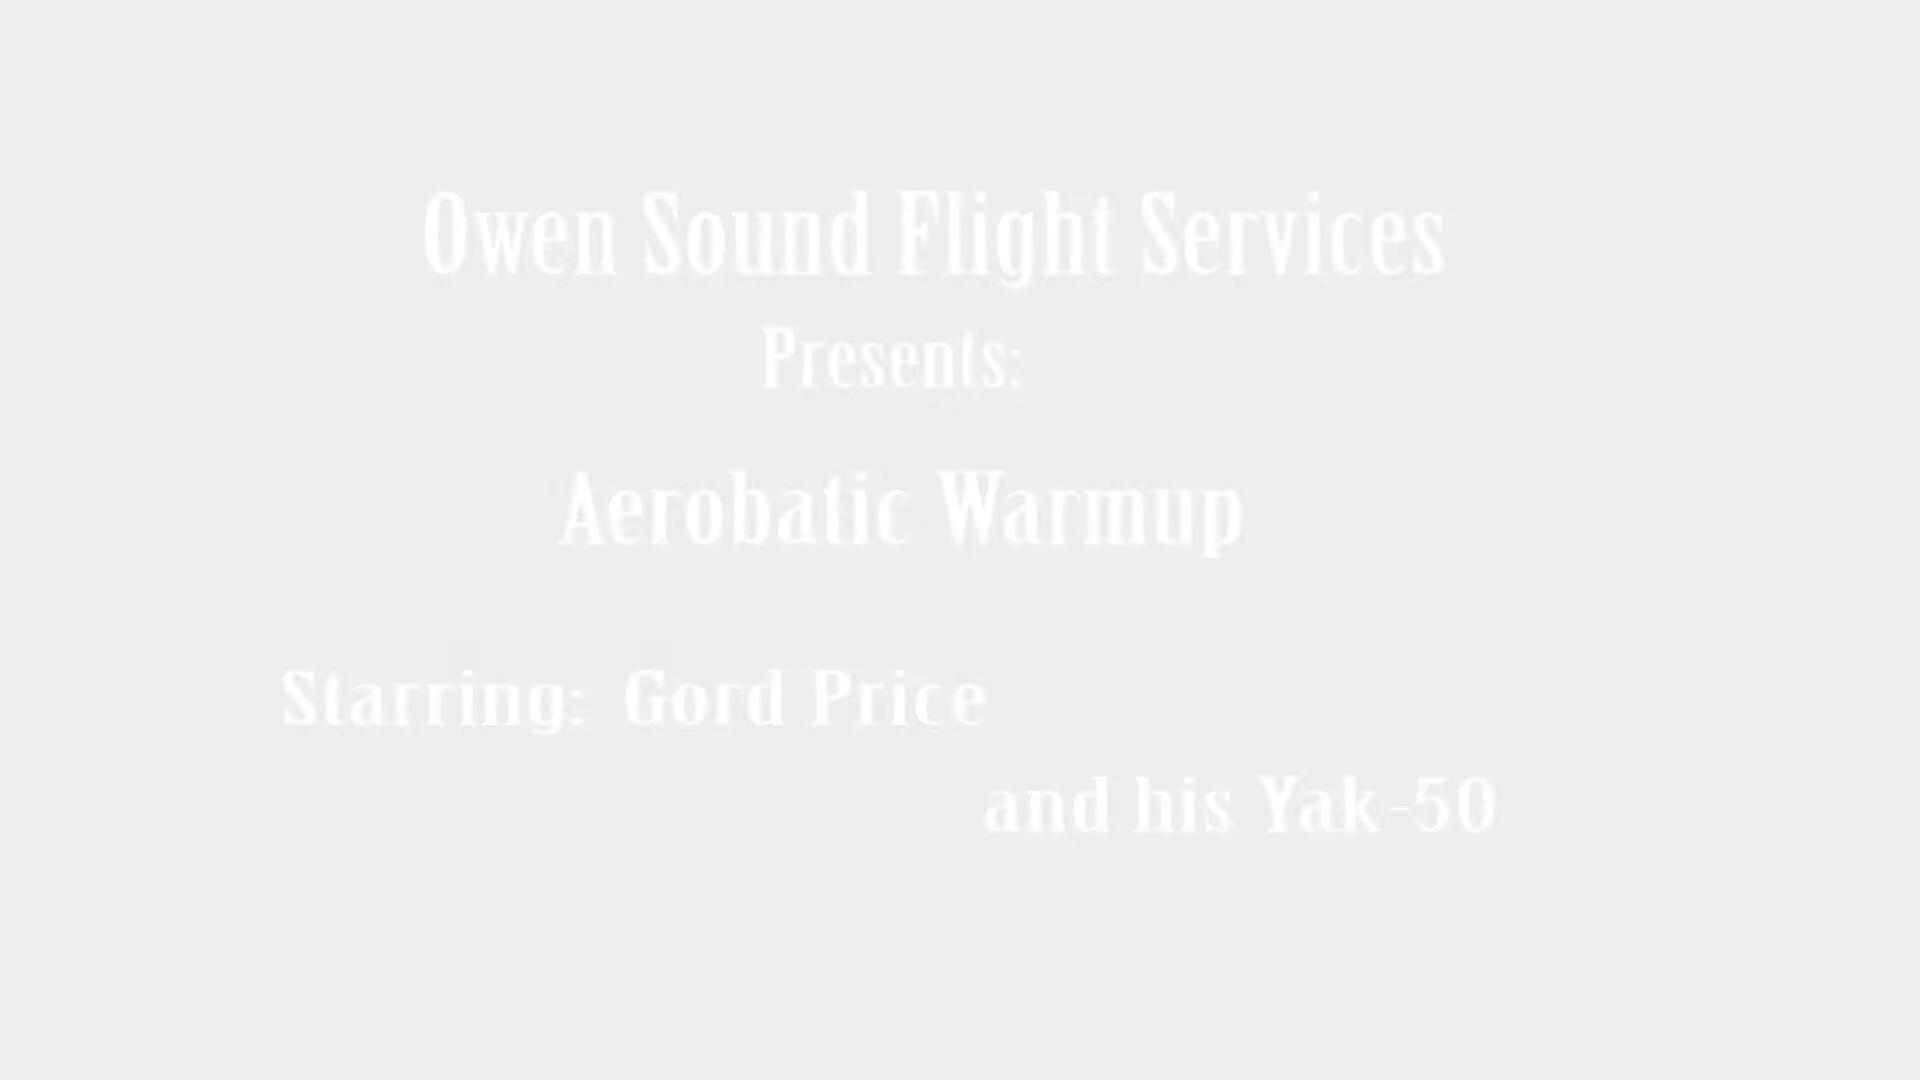 Owen Sound Flight Services
Presents:
Aerobatic Warmup
Starring: Gord Price
and his Yak-50